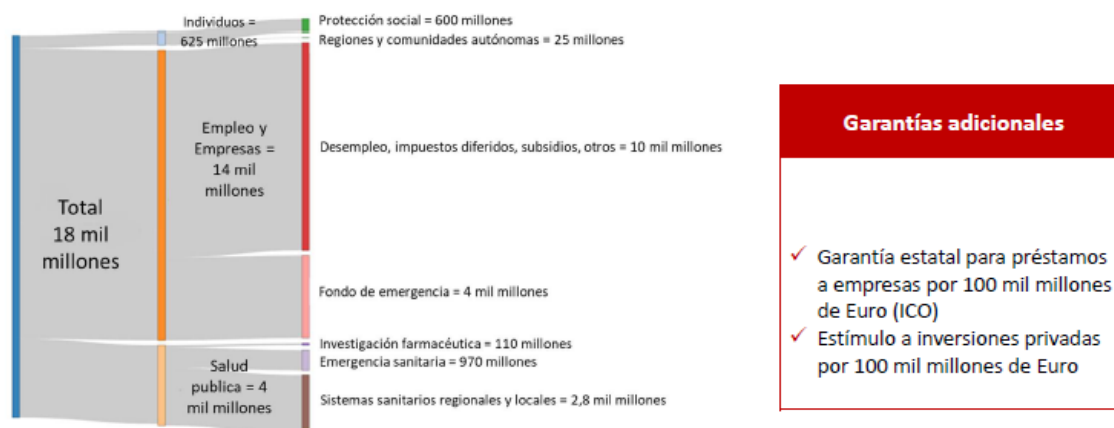 Individuos =
625 millones
Protección social = 600 millones
Regiones y comunidades autónomas = 25 millones
Empleo y
Empresas =
14 mil
millones
Desempleo, impuestos diferidos, subsidios, otros = 10 mil millones
Total
18 mil
millones
Fondo de emergencia = 4 mil millones
Investigación farmacéutica = 110 millones
Emergencia sanitaria = 970 millones
Salud
publica = 4
mil millones
Sistemas sanitarios regionales y locales = 2,8 mil millones
Garantías adicionales
✓ Garantía estatal para préstamos
a empresas por 100 mil millones
de Euro (ICO)
✓ Estímulo a inversiones privadas
por 100 mil millones de Euro